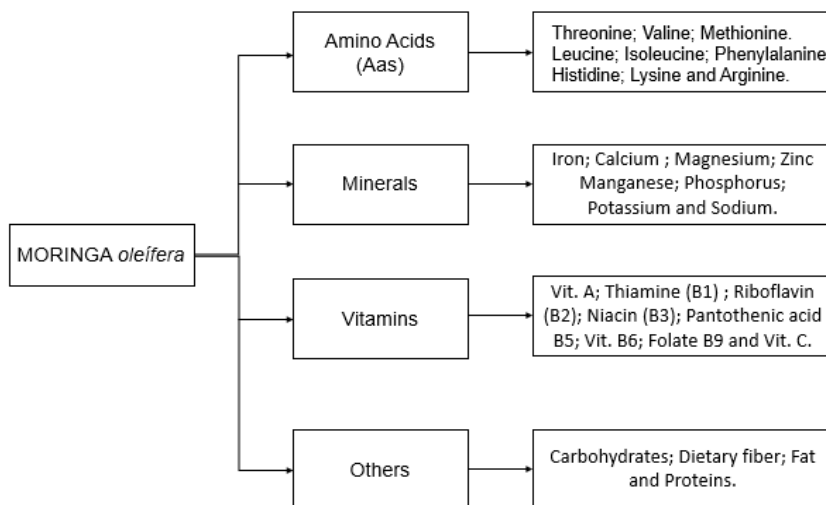 MORINGA oleífera
Amino Acids
(Aas)
Threonine; Valine; Methionine.
Leucine; Isoleucine; Phenylalanine
Histidine; Lysine and Arginine.
Minerals
Iron; Calcium ; Magnesium; Zinc
Manganese; Phosphorus;
Potassium and Sodium.
Vitamins
Vit. A; Thiamine (B1) ; Riboflavin
(B2); Niacin (B3); Pantothenic acid
B5; Vit. B6; Folate B9 and Vit. C.
Others
Carbohydrates; Dietary fiber; Fat
and Proteins.